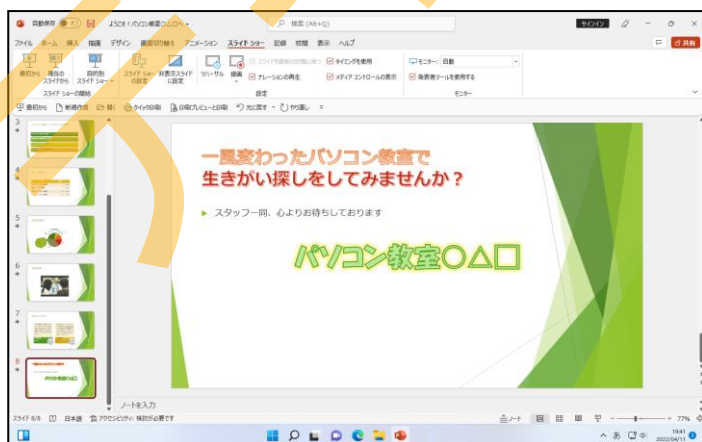 自動保存 オフ
ようこそ！パソコン教室〇△□へ
検索 (Alt+Q)
サインイン
ファイル ホーム 挿入 描画 デザイン 画面切り替え アニメーション スライド ショー 記録 校閲 表示 ヘルプ
共有
最初から
現在の
スライドから
目的別
スライド ショー
スライド ショー
の設定
非表示スライド
に設定
リハーサル
録画
タイミングを使用
ナレーションの再生
メディア コントロールの表示
モニター: 自動
発表者ツールを使用する
スライド ショーの開始
設定
モニター
最初から 新規作成 開く クイック印刷 印刷プレビューと印刷 元に戻す やり直し
3
5
6
7
8
一風変わったパソコン教室で
生きがい探しをしてみませんか？
スタッフ一同、心よりお待ちしております
パソコン教室〇△□
ノートを入力
スライド 8/8 日本語 アクセシビリティ: 検討が必要です
ノート
77%
あ
19:41
2022/04/11